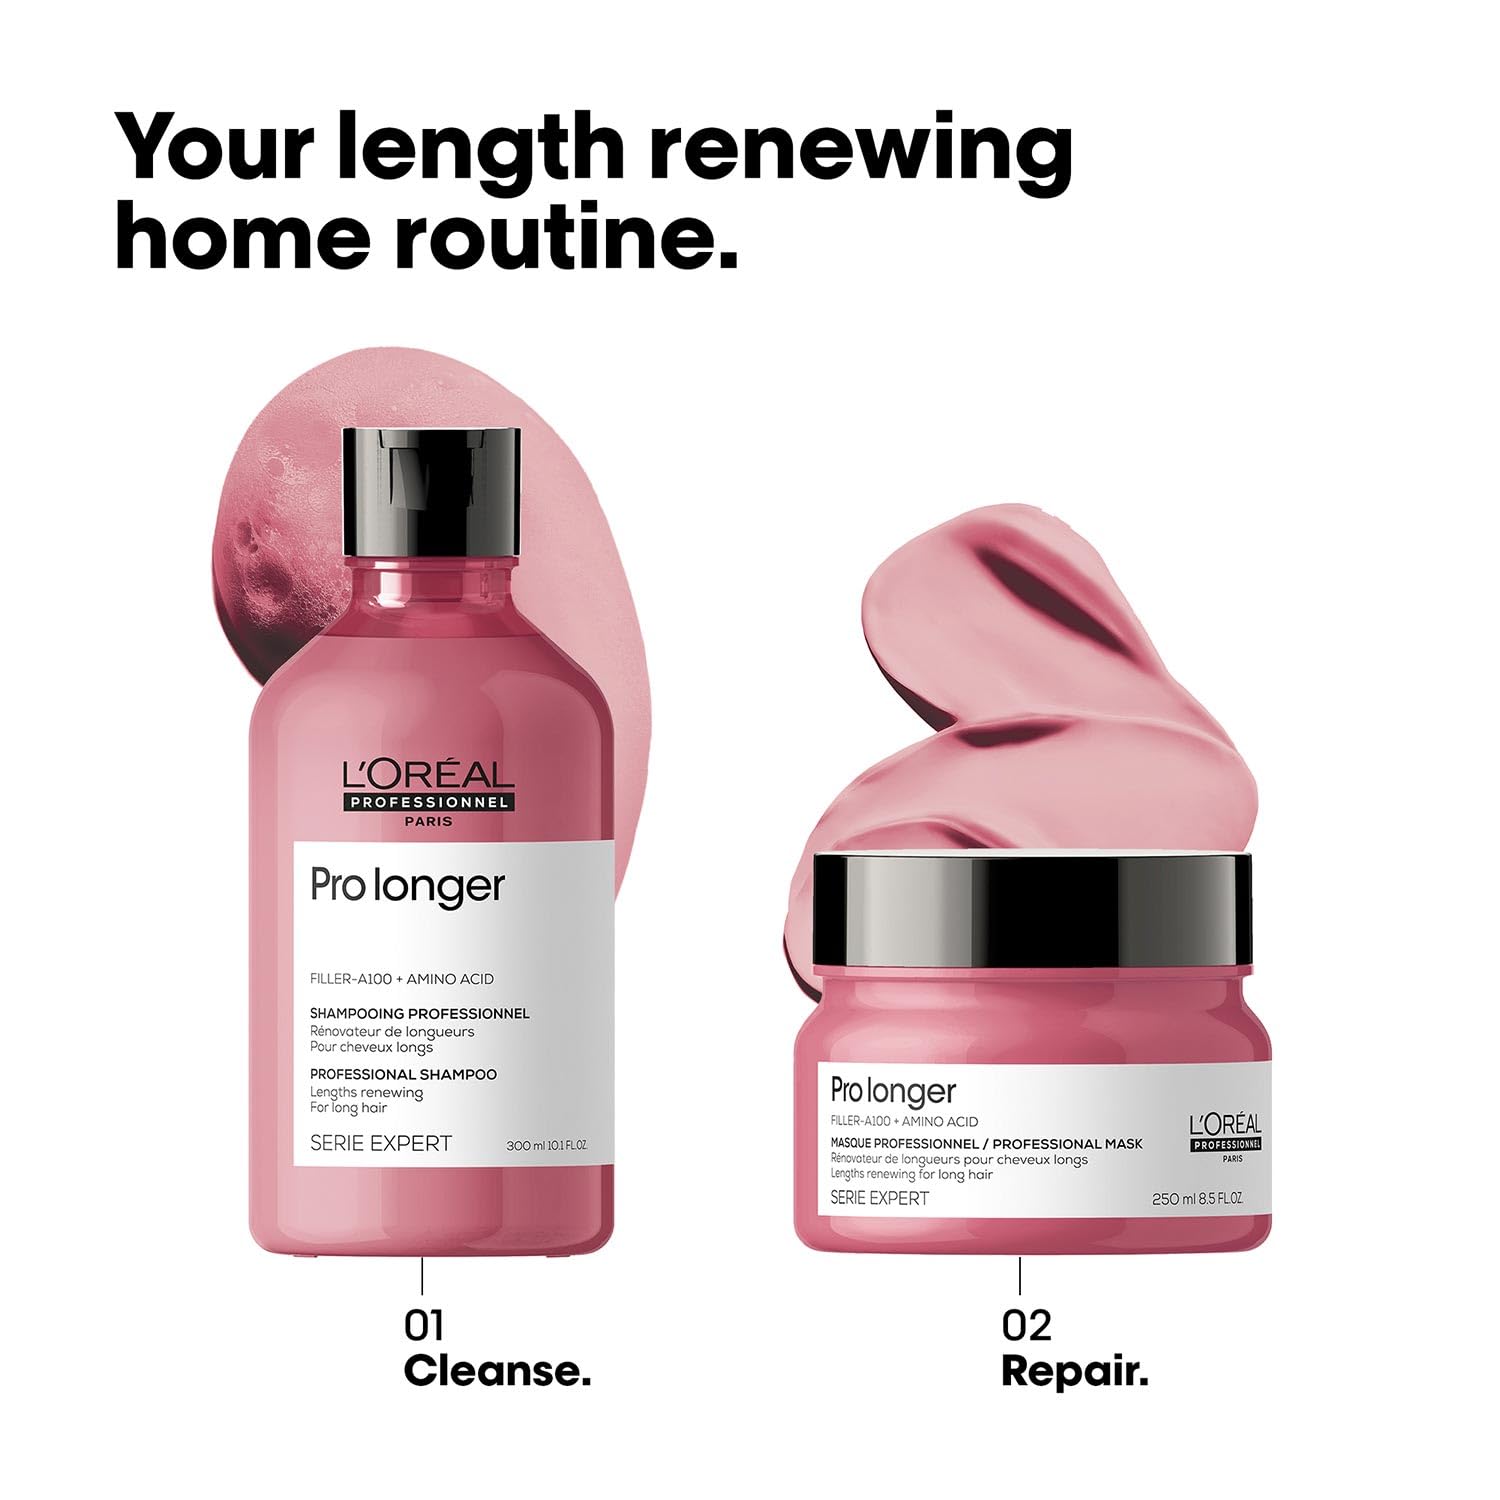 Your length renewing
home routine.
L'ORÉAL
PROFESSIONNEL
PARIS
Pro longer
FILLER-A100 + AMINO ACID
SHAMPOOING PROFESSIONNEL
Rénovateur de longueurs
Pour cheveux longs
PROFESSIONAL SHAMPOO
Lengths renewing
For long hair
SERIE EXPERT 300 ml 10.1 FL.OZ.
01
Cleanse.
Pro longer
FILLER-A100 + AMINO ACID
MASQUE PROFESSIONNEL / PROFESSIONAL MASK
Rénovateur de longueurs pour cheveux longs
Lengths renewing for long hair
SERIE EXPERT
L'ORÉAL
PROFESSIONNEL
PARIS
250 ml 8.5 FL.OZ.
02
Repair.